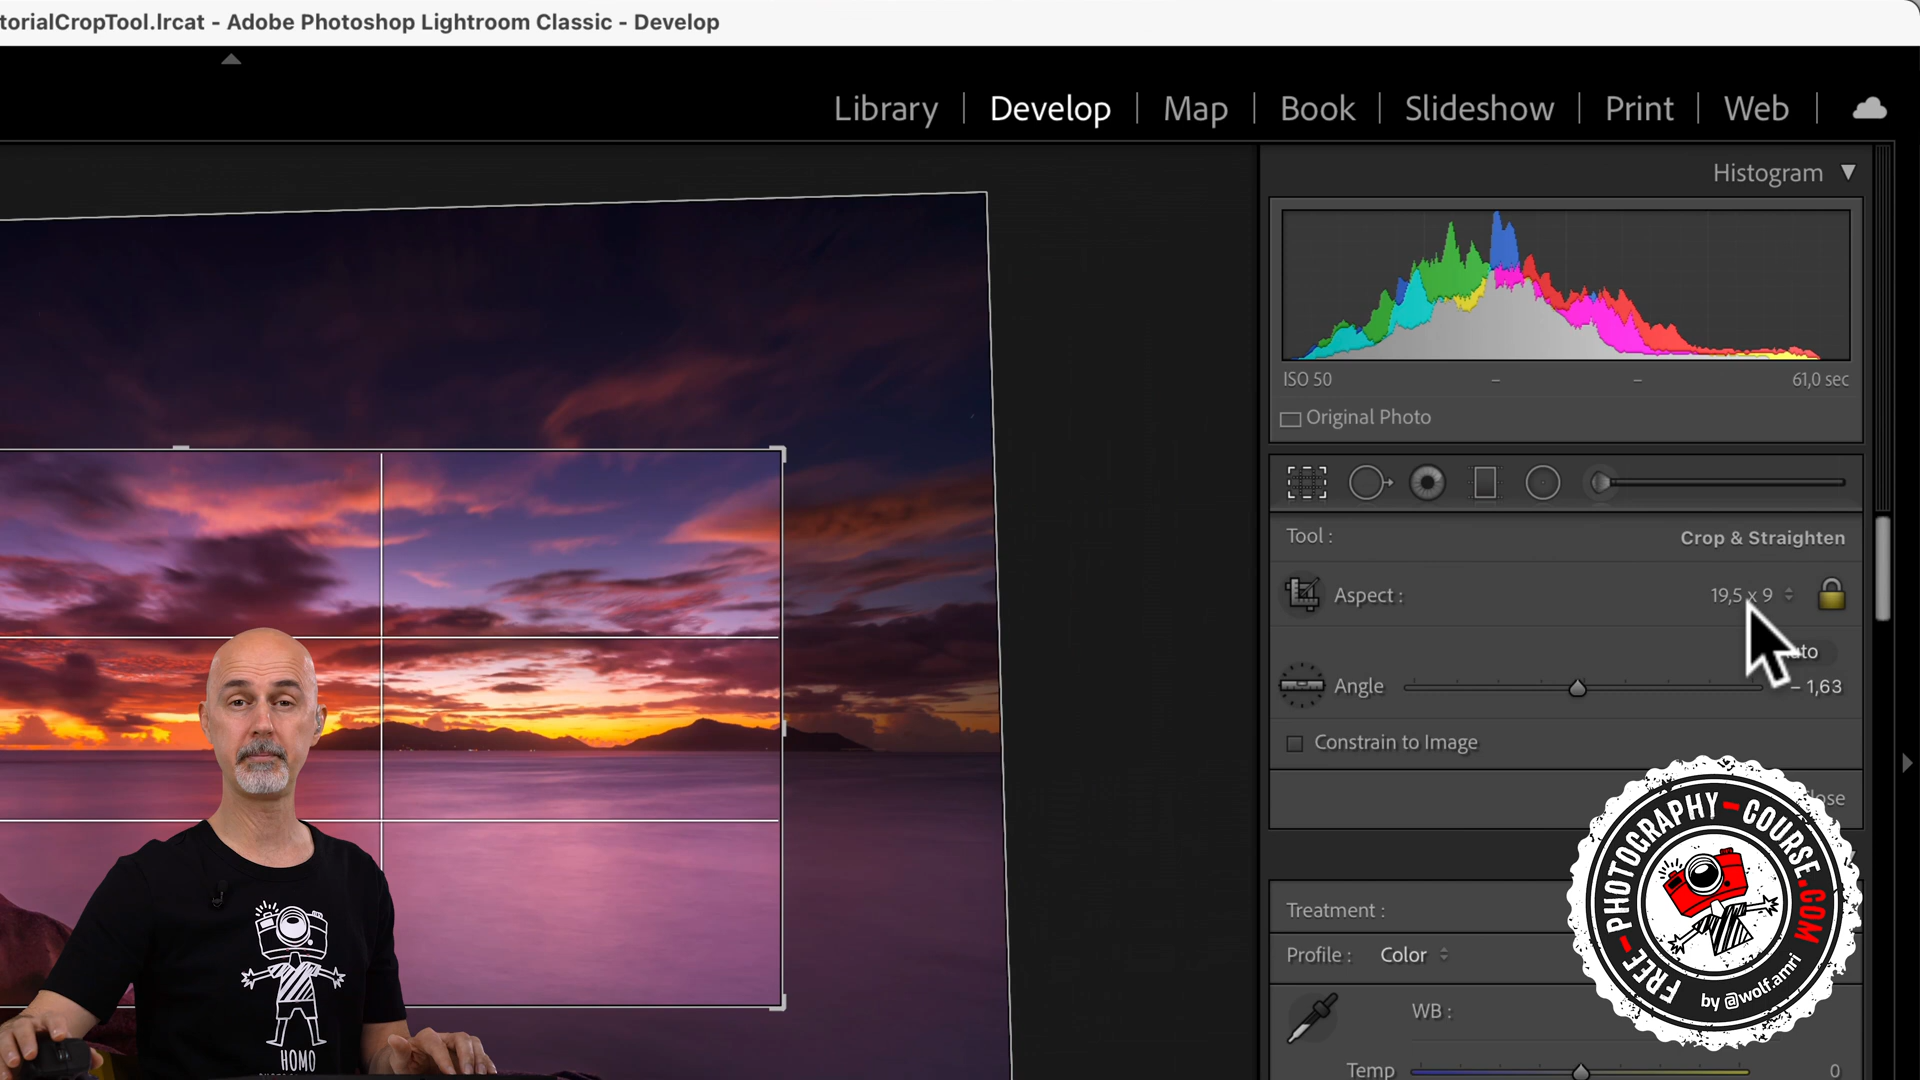 torialCropTool.lrcat - Adobe Photoshop Lightroom Classic - Develop
Library | Develop | Map | Book | Slideshow | Print | Web |
Histogram
ISO 50 – – 61,0 sec
Original Photo
Tool : Crop & Straighten
Aspect : 19,5 x 9
Angle – 1,63
Constrain to Image
Treatment :
Profile : Color
WB :
Temp 0
FREE-PHOTOGRAPHY-COURSE.COM
by @wolf.amri
HOMO